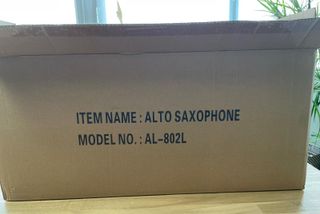 ITEM NAME : ALTO SAXOPHONE
MODEL NO. : AL-802L